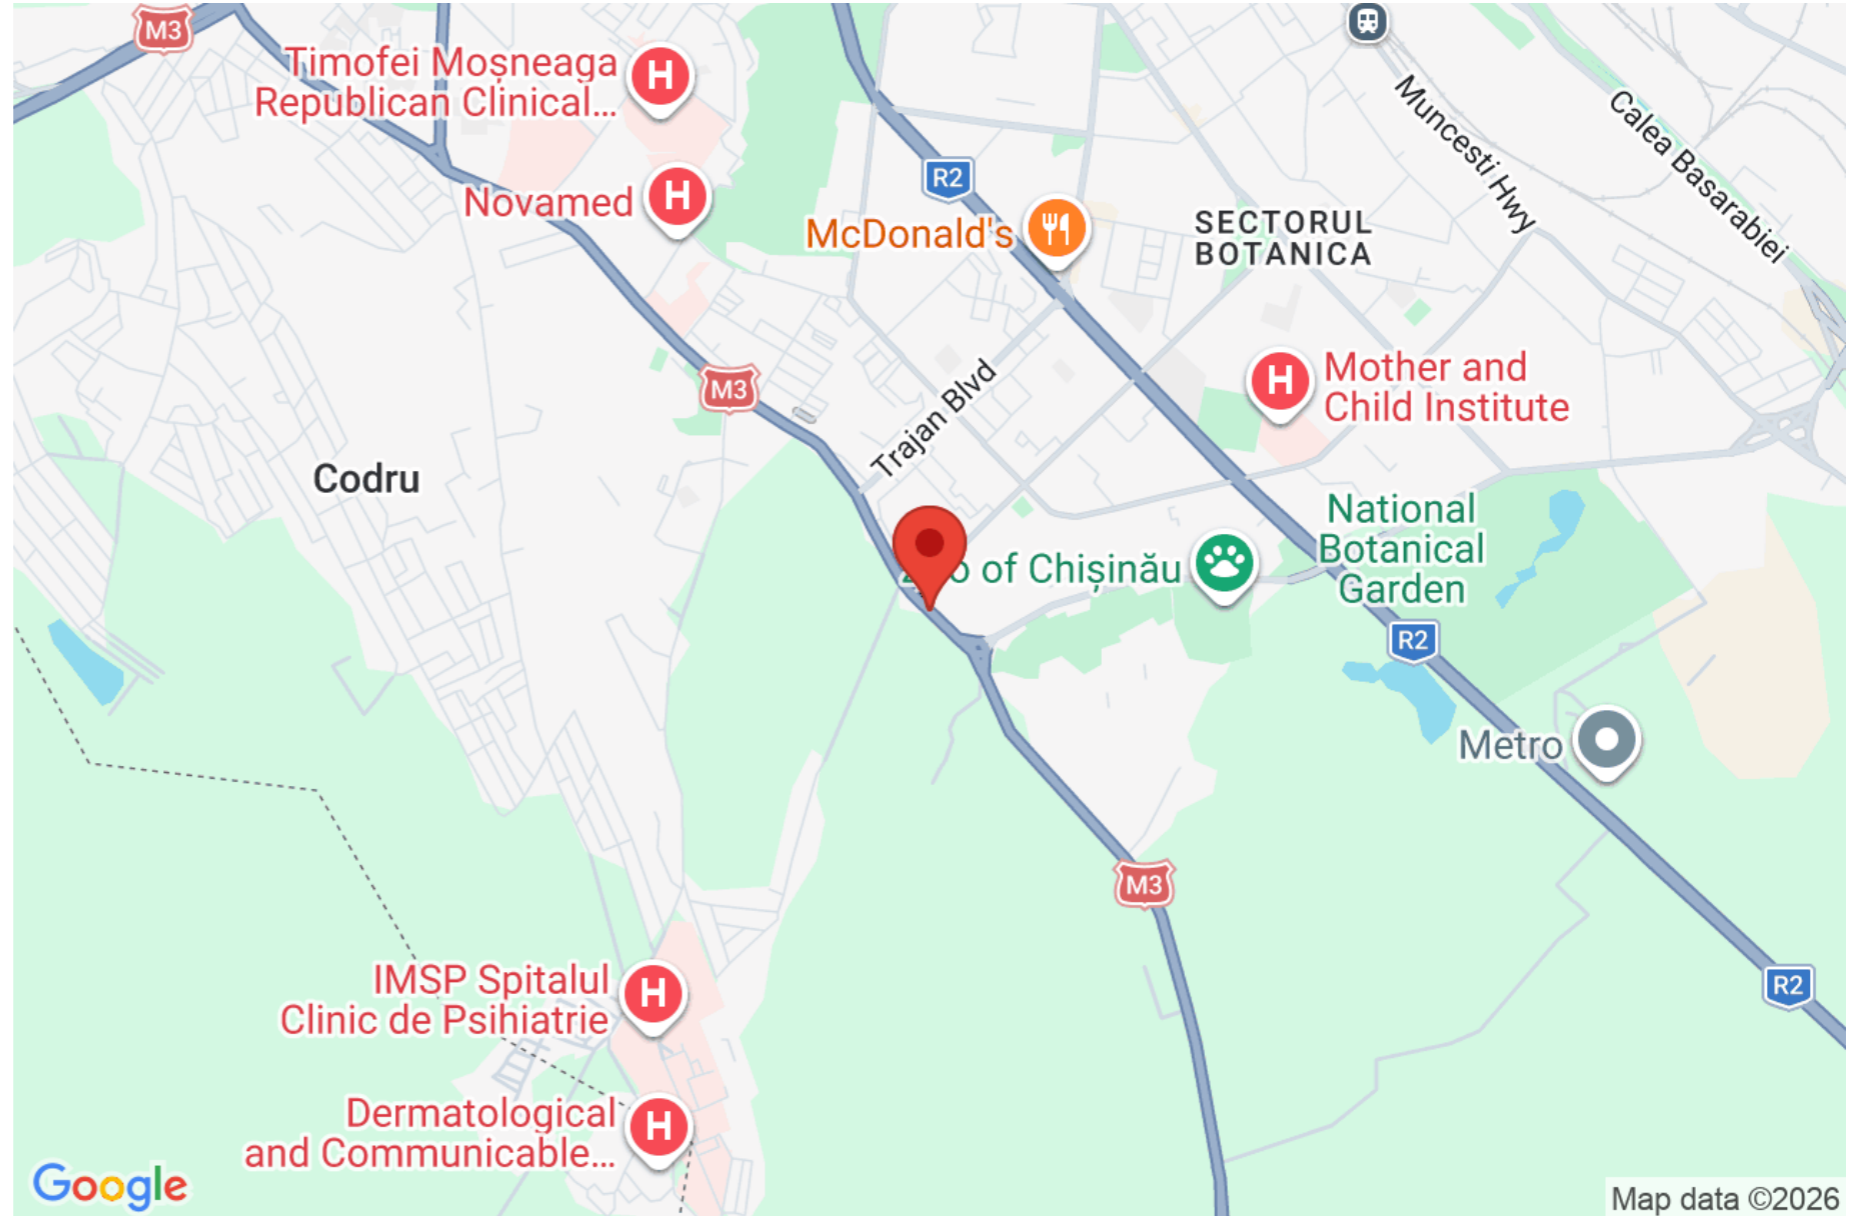 M3
Timofei Moșneaga
Republican Clinical...
H
Novamed
H
R2
McDonald's
SECTORUL
BOTANICA
Muncesti Hwy
Calea Basarabiei
M3
Trajan Blvd
H
Mother and
Child Institute
Codru
of Chișinău
National
Botanical
Garden
R2
Metro
M3
R2
IMSP Spitalul
Clinic de Psihiatrie
H
Dermatological
and Communicable...
H
Google
Map data ©2026